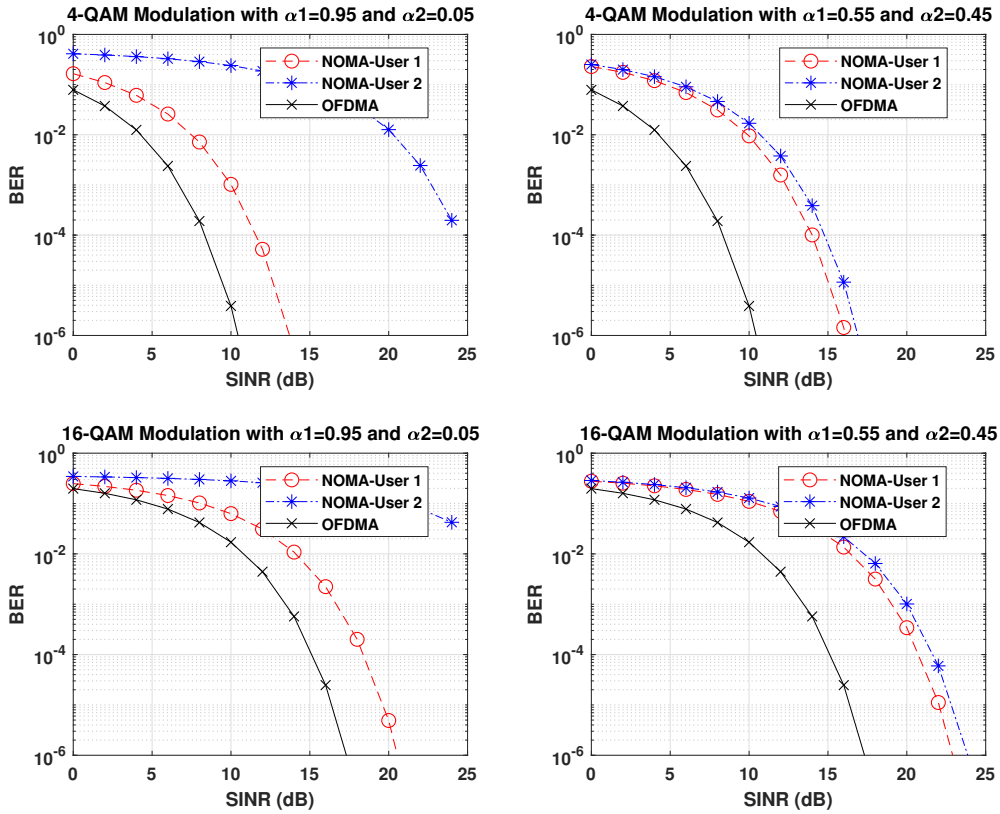 4-QAM Modulation with α1=0.95 and α2=0.05
10^0
10^-2
10^-4
10^-6
BER
0 5 10 15 20 25
SINR (dB)
NOMA-User 1
NOMA-User 2
OFDMA
4-QAM Modulation with α1=0.55 and α2=0.45
10^0
10^-2
10^-4
10^-6
BER
0 5 10 15 20 25
SINR (dB)
NOMA-User 1
NOMA-User 2
OFDMA
16-QAM Modulation with α1=0.95 and α2=0.05
10^0
10^-2
10^-4
10^-6
BER
0 5 10 15 20 25
SINR (dB)
NOMA-User 1
NOMA-User 2
OFDMA
16-QAM Modulation with α1=0.55 and α2=0.45
10^0
10^-2
10^-4
10^-6
BER
0 5 10 15 20 25
SINR (dB)
NOMA-User 1
NOMA-User 2
OFDMA